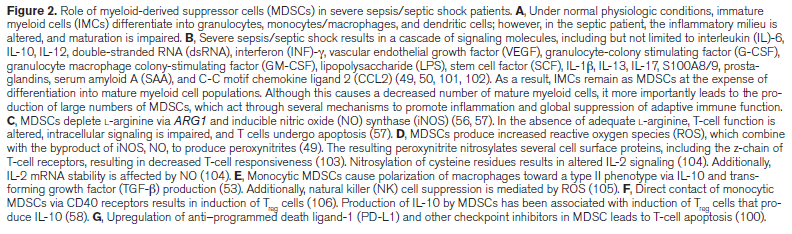 Figure 2. Role of myeloid-derived suppressor cells (MDSCs) in severe sepsis/septic shock patients. A, Under normal physiologic conditions, immature
myeloid cells (IMCs) differentiate into granulocytes, monocytes/macrophages, and dendritic cells; however, in the septic patient, the inflammatory milieu is
altered, and maturation is impaired. B, Severe sepsis/septic shock results in a cascade of signaling molecules, including but not limited to interleukin (IL)-6,
IL-10, IL-12, double-stranded RNA (dsRNA), interferon (INF)-γ, vascular endothelial growth factor (VEGF), granulocyte-colony stimulating factor (G-CSF),
granulocyte macrophage colony-stimulating factor (GM-CSF), lipopolysaccharide (LPS), stem cell factor (SCF), IL-1β, IL-13, IL-17, S100A8/9, prosta-
glandins, serum amyloid A (SAA), and C-C motif chemokine ligand 2 (CCL2) (49, 50, 101, 102). As a result, IMCs remain as MDSCs at the expense of
differentiation into mature myeloid cell populations. Although this causes a decreased number of mature myeloid cells, it more importantly leads to the pro-
duction of large numbers of MDSCs, which act through several mechanisms to promote inflammation and global suppression of adaptive immune function.
C, MDSCs deplete L-arginine via ARG1 and inducible nitric oxide (NO) synthase (iNOS) (56, 57). In the absence of adequate L-arginine, T-cell function is
altered, intracellular signaling is impaired, and T cells undergo apoptosis (57). D, MDSCs produce increased reactive oxygen species (ROS), which combine
with the byproduct of iNOS, NO, to produce peroxynitrites (49). The resulting peroxynitrite nitrosylates several cell surface proteins, including the z-chain of
T-cell receptors, resulting in decreased T-cell responsiveness (103). Nitrosylation of cysteine residues results in altered IL-2 signaling (104). Additionally,
IL-2 mRNA stability is affected by NO (104). E, Monocytic MDSCs cause polarization of macrophages toward a type II phenotype via IL-10 and trans-
forming growth factor (TGF-β) production (53). Additionally, natural killer (NK) cell suppression is mediated by ROS (105). F, Direct contact of monocytic
MDSCs via CD40 receptors results in induction of Treg cells (106). Production of IL-10 by MDSCs has been associated with induction of Treg cells that pro-
duce IL-10 (58). G, Upregulation of anti–programmed death ligand-1 (PD-L1) and other checkpoint inhibitors in MDSC leads to T-cell apoptosis (100).